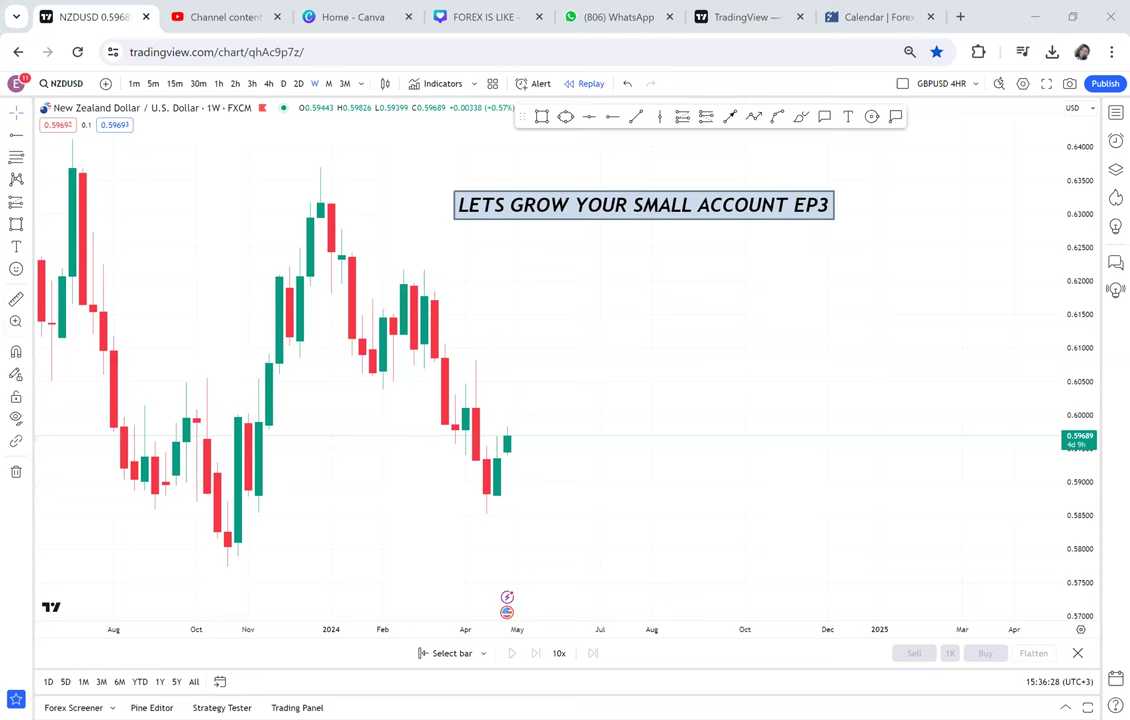 NZDUSD 0.5968
Channel content
Home - Canva
FOREX IS LIKE -
(806) WhatsApp
TradingView —
Calendar | Forex
tradingview.com/chart/qhAc9p7z/
E 11 NZDUSD 1m 5m 15m 30m 1h 2h 3h 4h D 2D W M 3M Indicators Alert Replay GBPUSD 4HR Publish
New Zealand Dollar / U.S. Dollar · 1W · FXCM O0.59443 H0.59826 L0.59399 C0.59689 +0.00338 (+0.57%) USD
0.59692 0.1 0.59693
LETS GROW YOUR SMALL ACCOUNT EP3
0.64000
0.63500
0.63000
0.62500
0.62000
0.61500
0.61000
0.60500
0.60000
0.59689
4d 9h
0.59000
0.58500
0.58000
0.57500
0.57000
Aug Oct Nov 2024 Feb Apr May Jul Aug Oct Dec 2025 Mar Apr
Select bar 10x Sell 1K Buy Flatten
1D 5D 1M 3M 6M YTD 1Y 5Y All 15:36:28 (UTC+3)
Forex Screener Pine Editor Strategy Tester Trading Panel